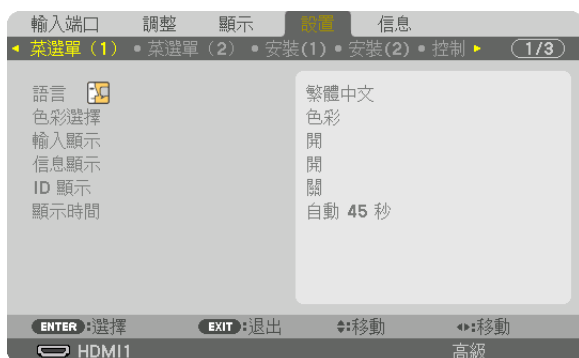 輸入端口 調整 顯示 設置 信息
◂ 菜選單（1） ● 菜選單（2） ● 安裝(1) ● 安裝(2) ● 控制 ▸ 1/3
語言 繁體中文
色彩選擇 色彩
輸入顯示 開
信息顯示 開
ID 顯示 關
顯示時間 自動 45 秒
ENTER:選擇 EXIT:退出 :移動 :移動
HDMI1 高級